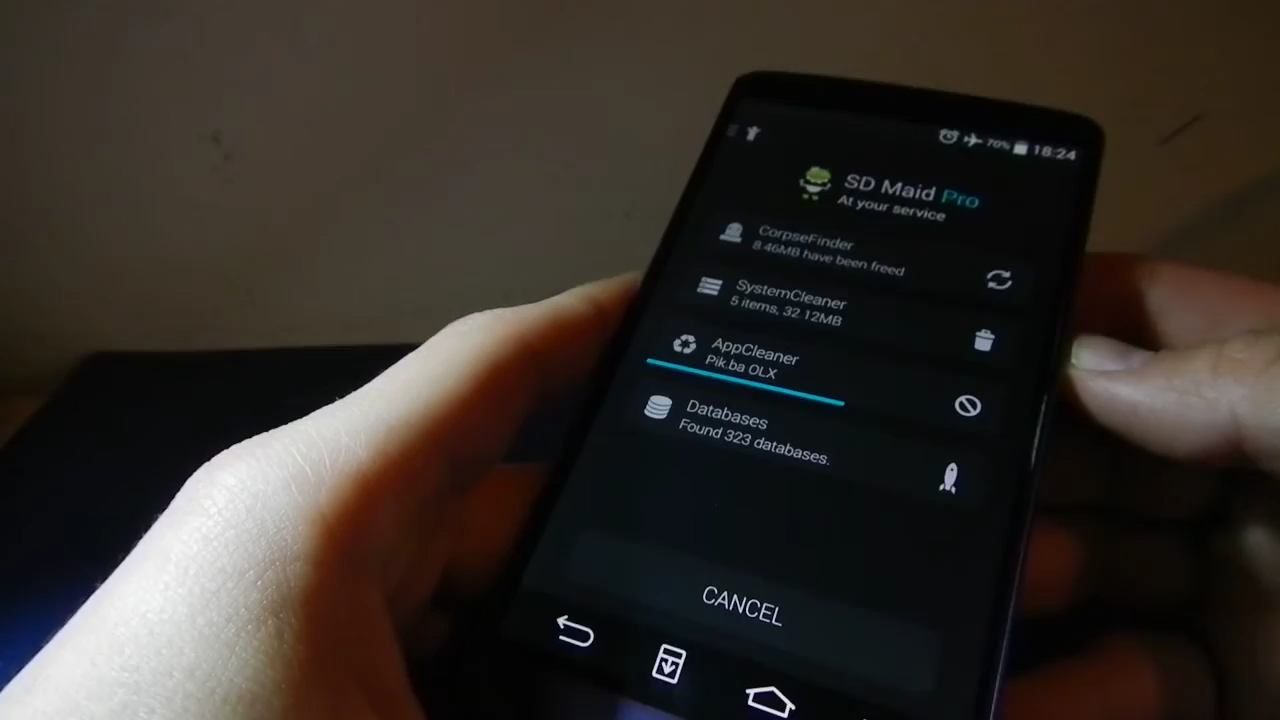 70% 18:24
SD Maid Pro
At your service
CorpseFinder
8.46MB have been freed
SystemCleaner
5 items, 32.12MB
AppCleaner
Pik.ba OLX
Databases
Found 323 databases.
CANCEL